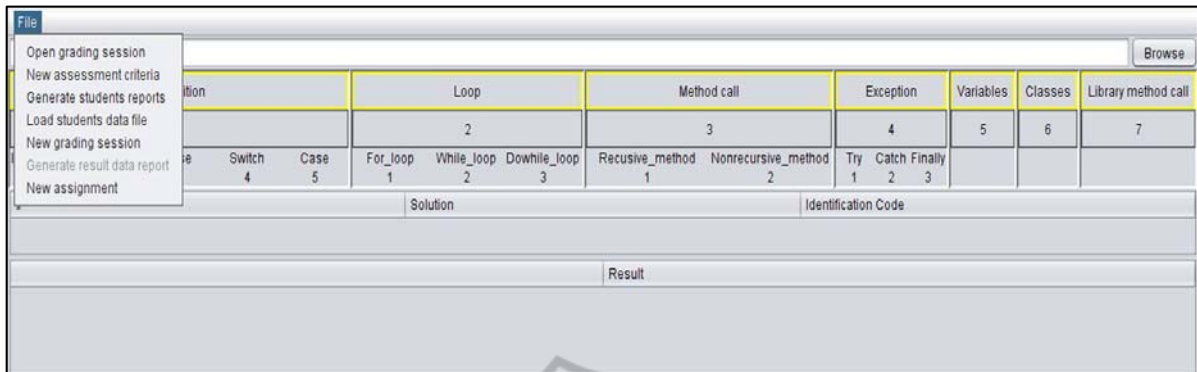 File
Open grading session
Browse
New assessment criteria
Generate students reports
Load students data file
New grading session
Generate result data report
New assignment
Loop Method call Exception Variables Classes Library method call
2 3 4 5 6 7
Switch Case For_loop While_loop Dowhile_loop Recusive_method Nonrecursive_method Try Catch Finally
4 5 1 2 3 1 2 1 2 3
Solution Identification Code
Result